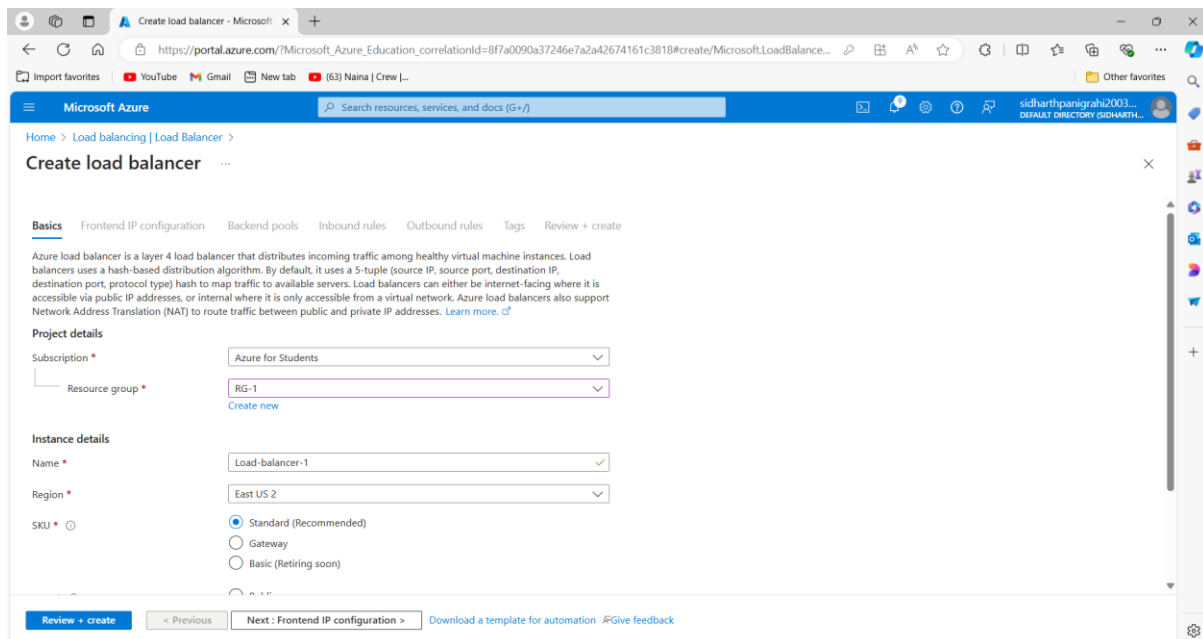 Create load balancer - Microsoft
https://portal.azure.com/?Microsoft_Azure_Education_correlationId=8f7a0090a37246e7a2a42674161c3818#create/Microsoft.LoadBalance...
Import favorites YouTube Gmail New tab (63) Naina | Crew |... Other favorites
Microsoft Azure
Search resources, services, and docs (G+/)
9
sidharthpanigrahi2003...
DEFAULT DIRECTORY (SIDHARTH...
Home > Load balancing | Load Balancer >
Create load balancer ...
Basics Frontend IP configuration Backend pools Inbound rules Outbound rules Tags Review + create
Azure load balancer is a layer 4 load balancer that distributes incoming traffic among healthy virtual machine instances. Load
balancers uses a hash-based distribution algorithm. By default, it uses a 5-tuple (source IP, source port, destination IP,
destination port, protocol type) hash to map traffic to available servers. Load balancers can either be internet-facing where it is
accessible via public IP addresses, or internal where it is only accessible from a virtual network. Azure load balancers also support
Network Address Translation (NAT) to route traffic between public and private IP addresses. Learn more.
Project details
Subscription * Azure for Students
Resource group * RG-1
Create new
Instance details
Name * Load-balancer-1
Region * East US 2
SKU * Standard (Recommended)
Gateway
Basic (Retiring soon)
Review + create < Previous Next : Frontend IP configuration > Download a template for automation Give feedback